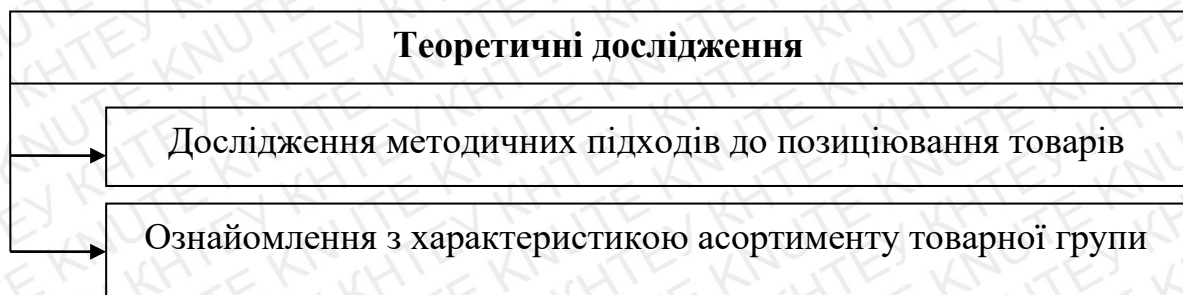 Теоретичні дослідження
Дослідження методичних підходів до позиціювання товарів
Ознайомлення з характеристикою асортименту товарної групи